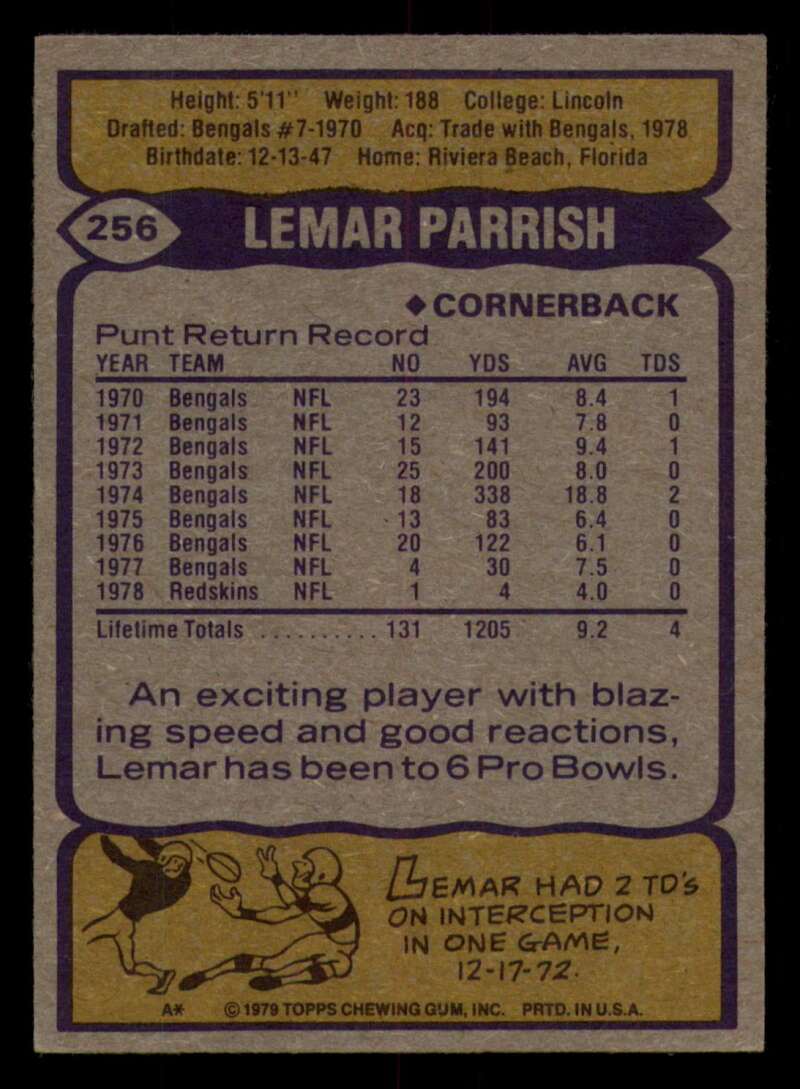 Height: 5'11" Weight: 188 College: Lincoln
Drafted: Bengals #7-1970 Acq: Trade with Bengals, 1978
Birthdate: 12-13-47 Home: Riviera Beach, Florida
256 LEMAR PARRISH
◆CORNERBACK
Punt Return Record
YEAR TEAM NO YDS AVG TDS
1970 Bengals NFL 23 194 8.4 1
1971 Bengals NFL 12 93 7.8 0
1972 Bengals NFL 15 141 9.4 1
1973 Bengals NFL 25 200 8.0 0
1974 Bengals NFL 18 338 18.8 2
1975 Bengals NFL 13 83 6.4 0
1976 Bengals NFL 20 122 6.1 0
1977 Bengals NFL 4 30 7.5 0
1978 Redskins NFL 1 4 4.0 0
Lifetime Totals .......... 131 1205 9.2 4
An exciting player with blaz-
ing speed and good reactions,
Lemar has been to 6 Pro Bowls.
LEMAR HAD 2 TD'S
ON INTERCEPTION
IN ONE GAME,
12-17-72.
A* © 1979 TOPPS CHEWING GUM, INC. PRTD. IN U.S.A.